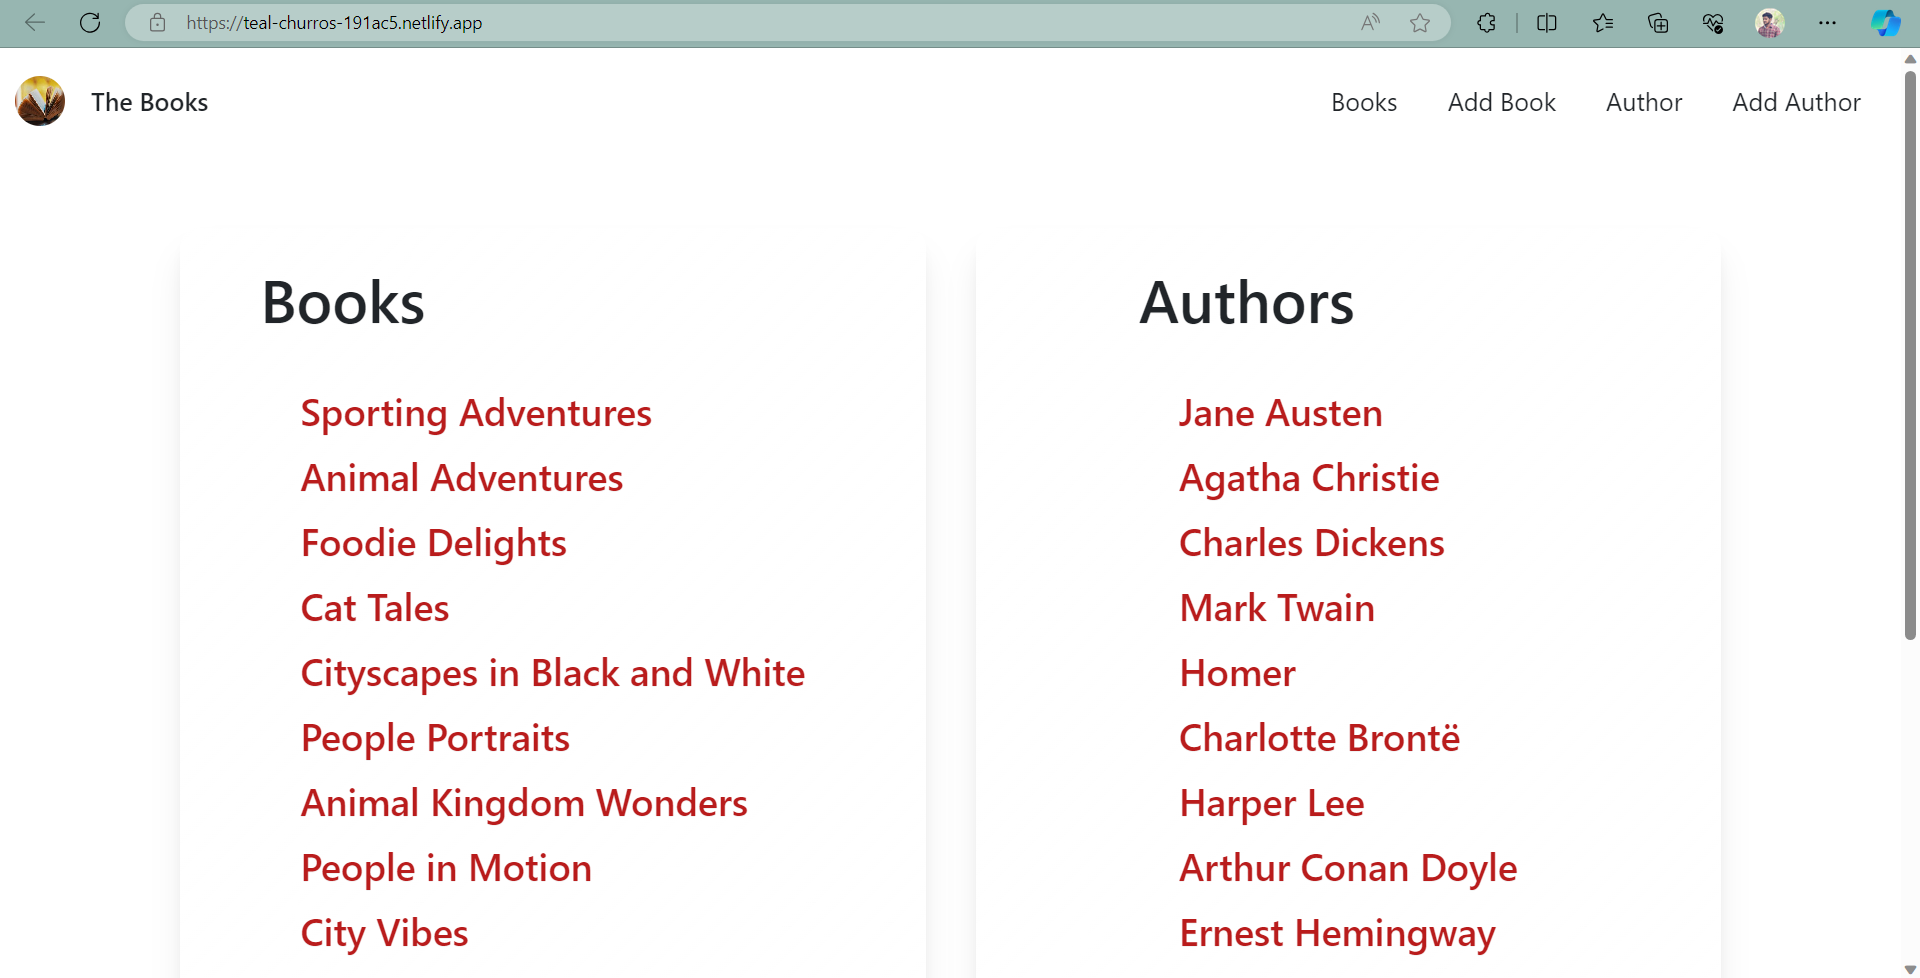 https://teal-churros-191ac5.netlify.app
The Books
Books
Add Book
Author
Add Author
Books
Sporting Adventures
Animal Adventures
Foodie Delights
Cat Tales
Cityscapes in Black and White
People Portraits
Animal Kingdom Wonders
People in Motion
City Vibes
Authors
Jane Austen
Agatha Christie
Charles Dickens
Mark Twain
Homer
Charlotte Brontë
Harper Lee
Arthur Conan Doyle
Ernest Hemingway